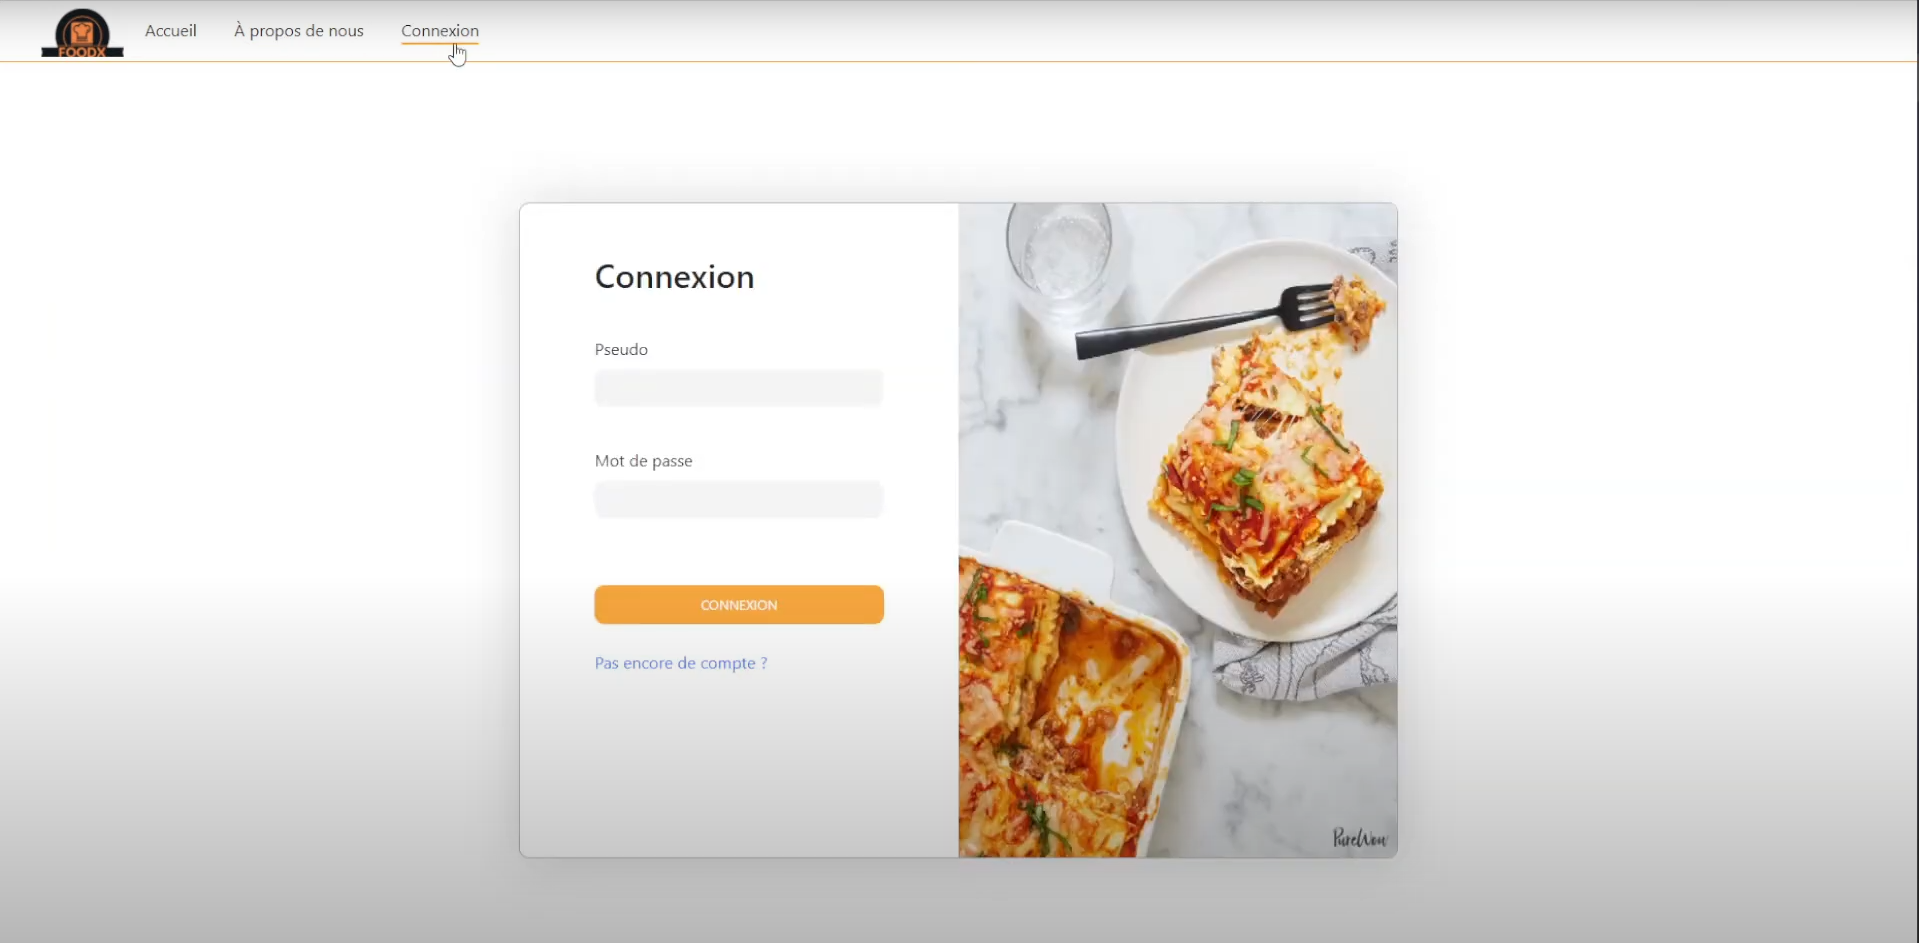 FOODX
Accueil
À propos de nous
Connexion
Connexion
Pseudo
Mot de passe
CONNEXION
Pas encore de compte ?
PureWow